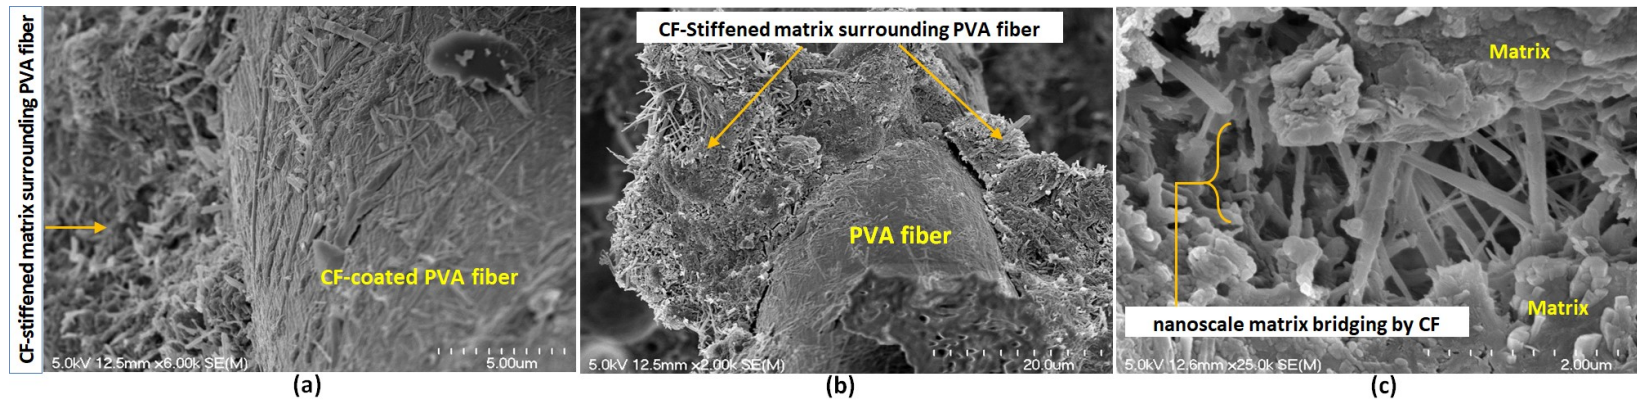 CF-stiffened matrix surrounding PVA fiber
CF-coated PVA fiber
5.0kV 12.5mm x6.00k SE(M)
5.00um
(a)
CF-Stiffened matrix surrounding PVA fiber
PVA fiber
5.0kV 12.5mm x2.00k SE(M)
20.0um
(b)
Matrix
Matrix
nanoscale matrix bridging by CF
5.0kV 12.6mm x25.0k SE(M)
2.00um
(c)